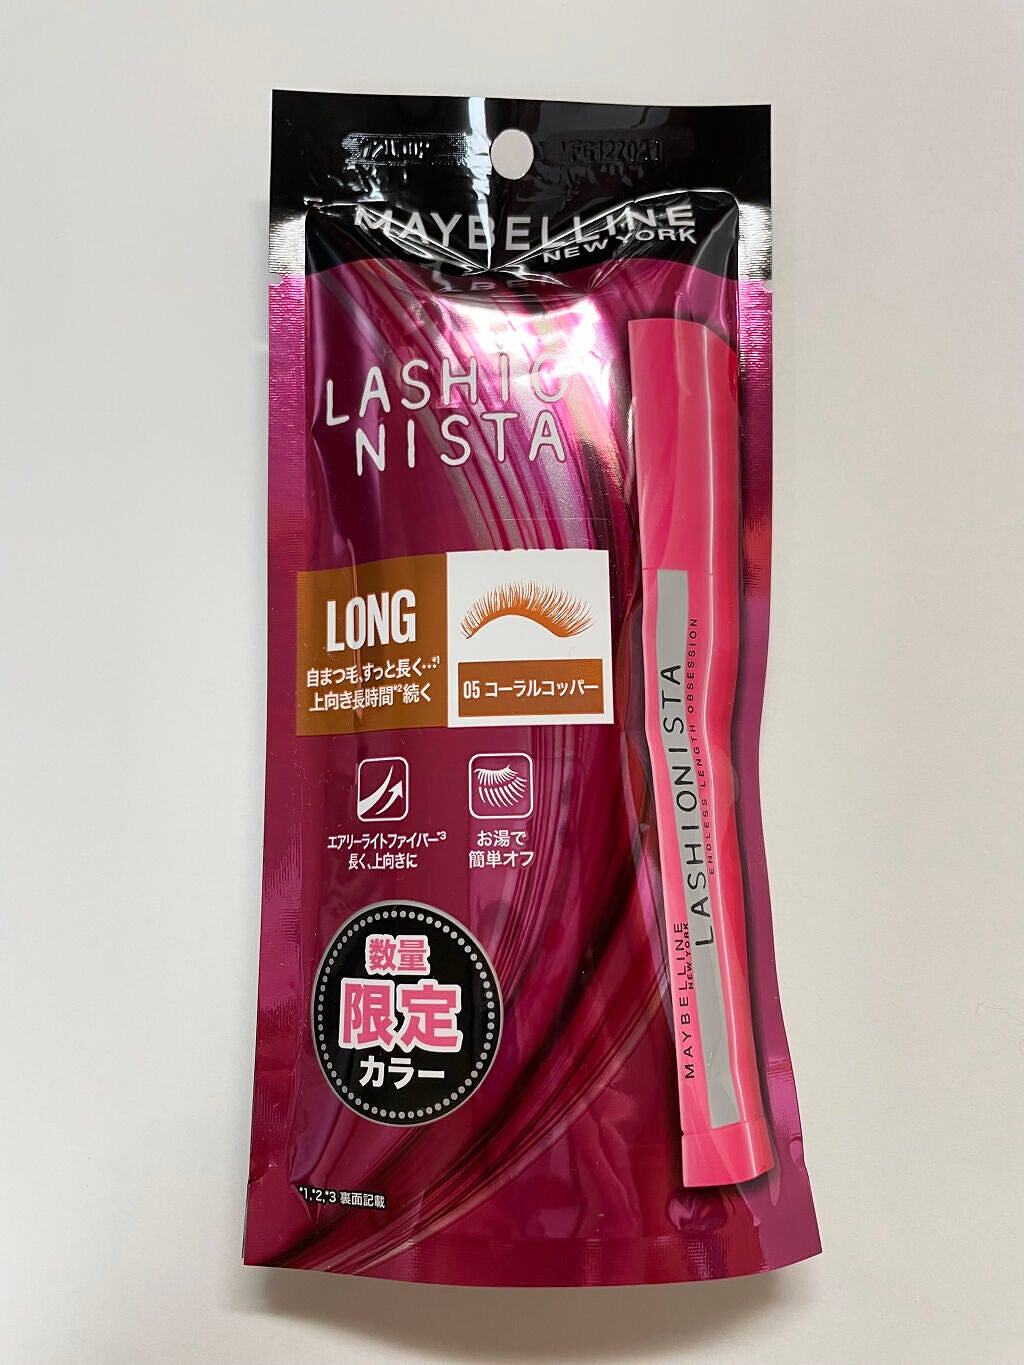 MAYBELLINE
NEW YORK
LASHIO
NISTA
LONG
自まつ毛、すっと長く…*1
上向き長時間*2続く
05 コーラルコッパー
エアリーライトファイバー*3
長く、上向きに
お湯で
簡単オフ
数量
限定
カラー
*1,*2,*3 裏面記載
MAYBELLINE
NEW YORK
LASHIONISTA
ENDLESS LENGTH OBSESSION